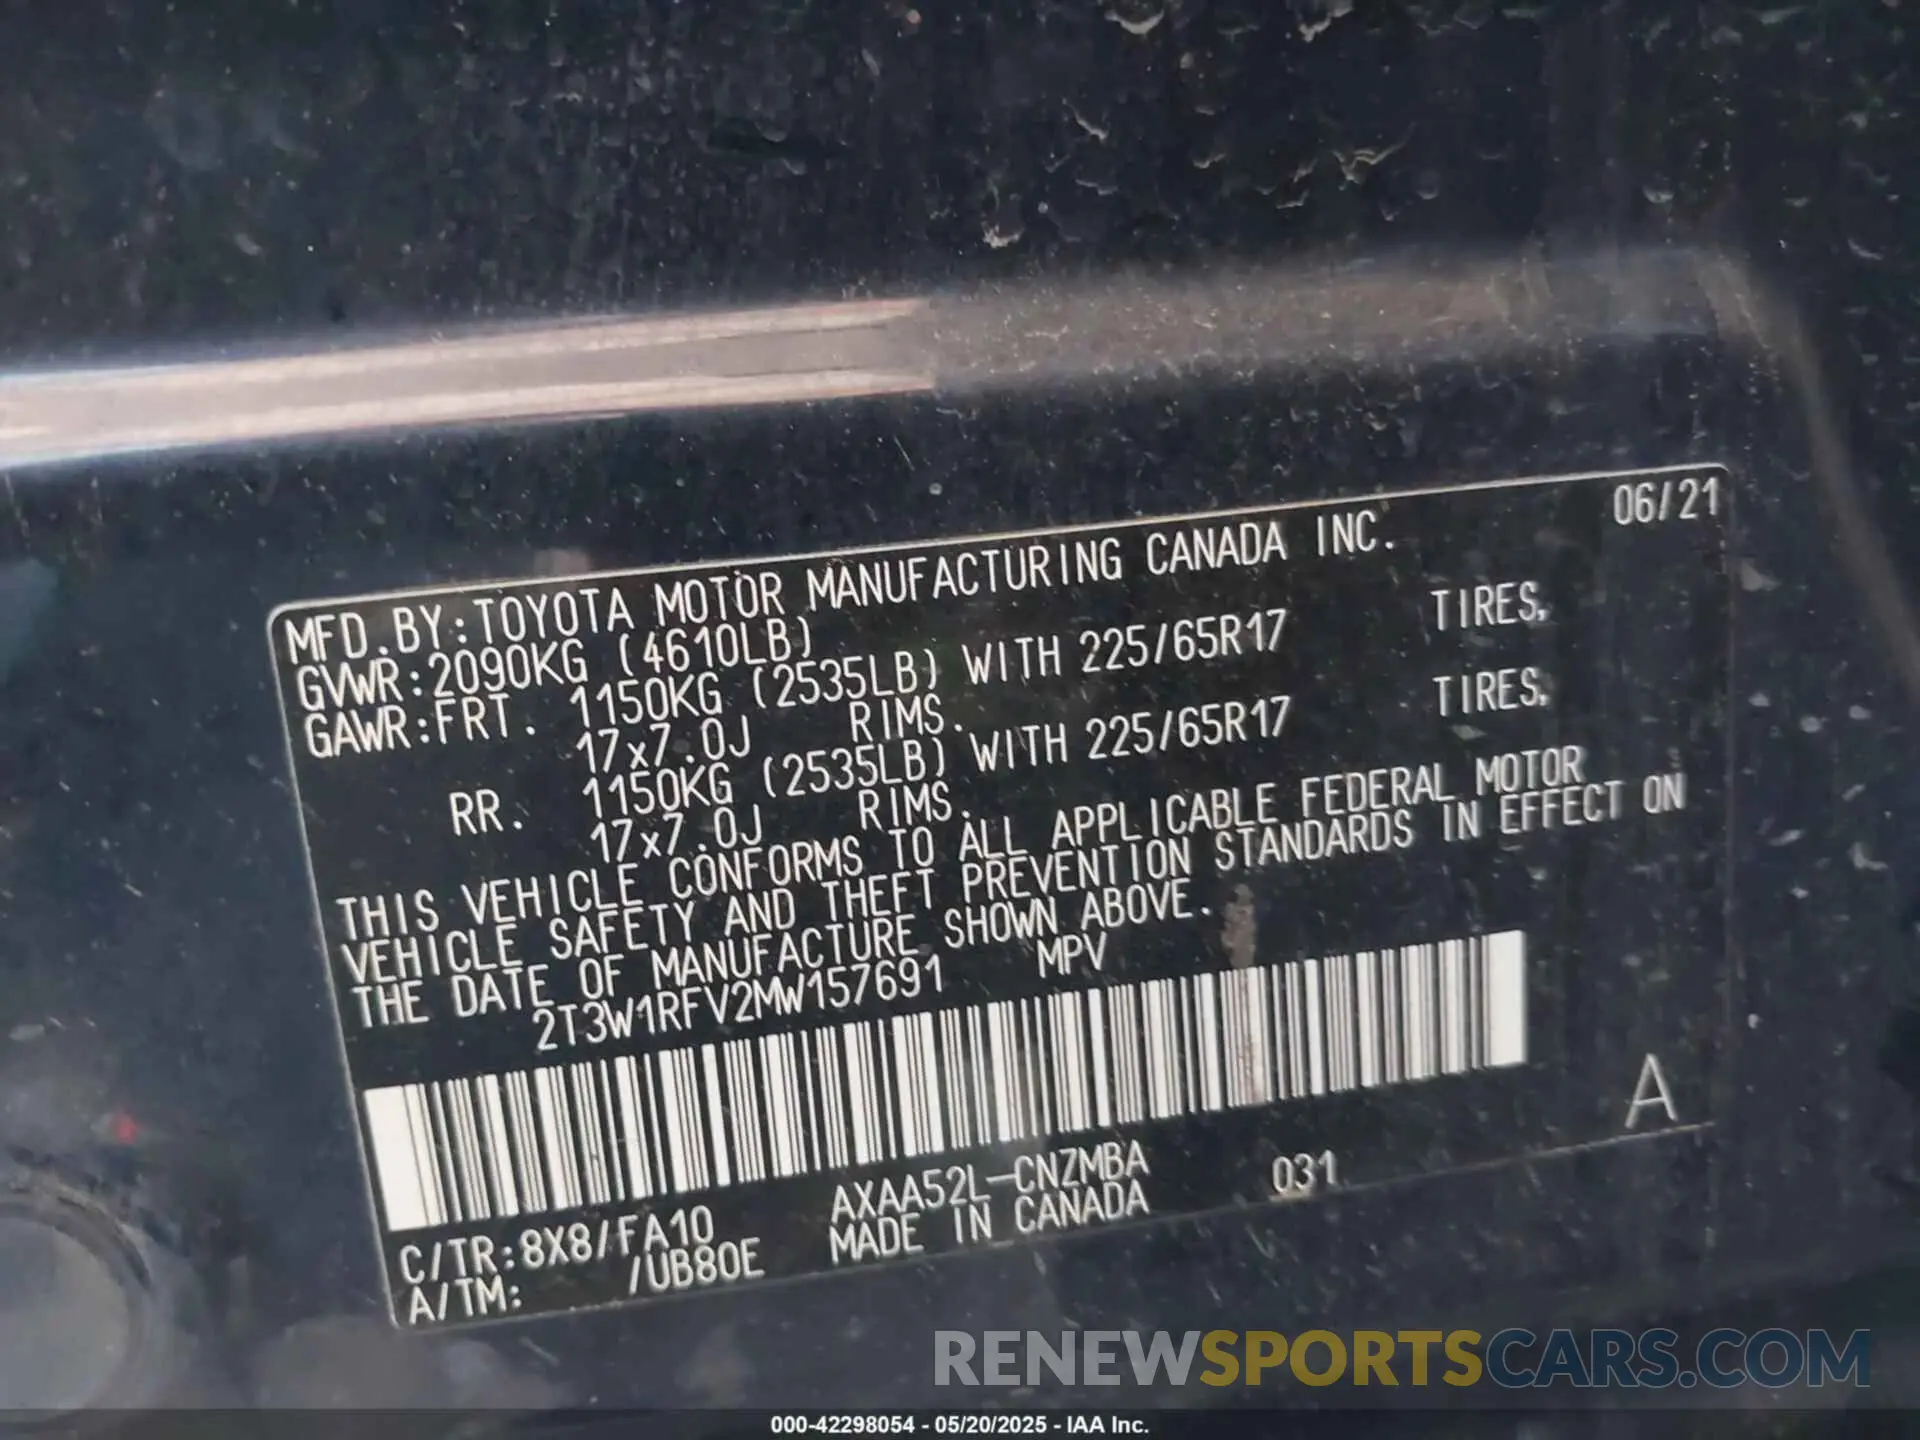 06/21
MFD.BY:TOYOTA MOTOR MANUFACTURING CANADA INC.
GVWR:2090KG (4610LB)
GAWR:FRT. 1150KG (2535LB) WITH 225/65R17 TIRES,
17x7.0J RIMS.
RR. 1150KG (2535LB) WITH 225/65R17 TIRES,
17x7.0J RIMS.
THIS VEHICLE CONFORMS TO ALL APPLICABLE FEDERAL MOTOR
VEHICLE SAFETY AND THEFT PREVENTION STANDARDS IN EFFECT ON
THE DATE OF MANUFACTURE SHOWN ABOVE.
2T3W1RFV2MW157691 MPV
A
C/TR:8X8/FA10 AXAA52L-CNZMBA 031
A/TM: /UB80E MADE IN CANADA
RENEWSPORTSCARS.COM
000-42298054 - 05/20/2025 - IAA Inc.